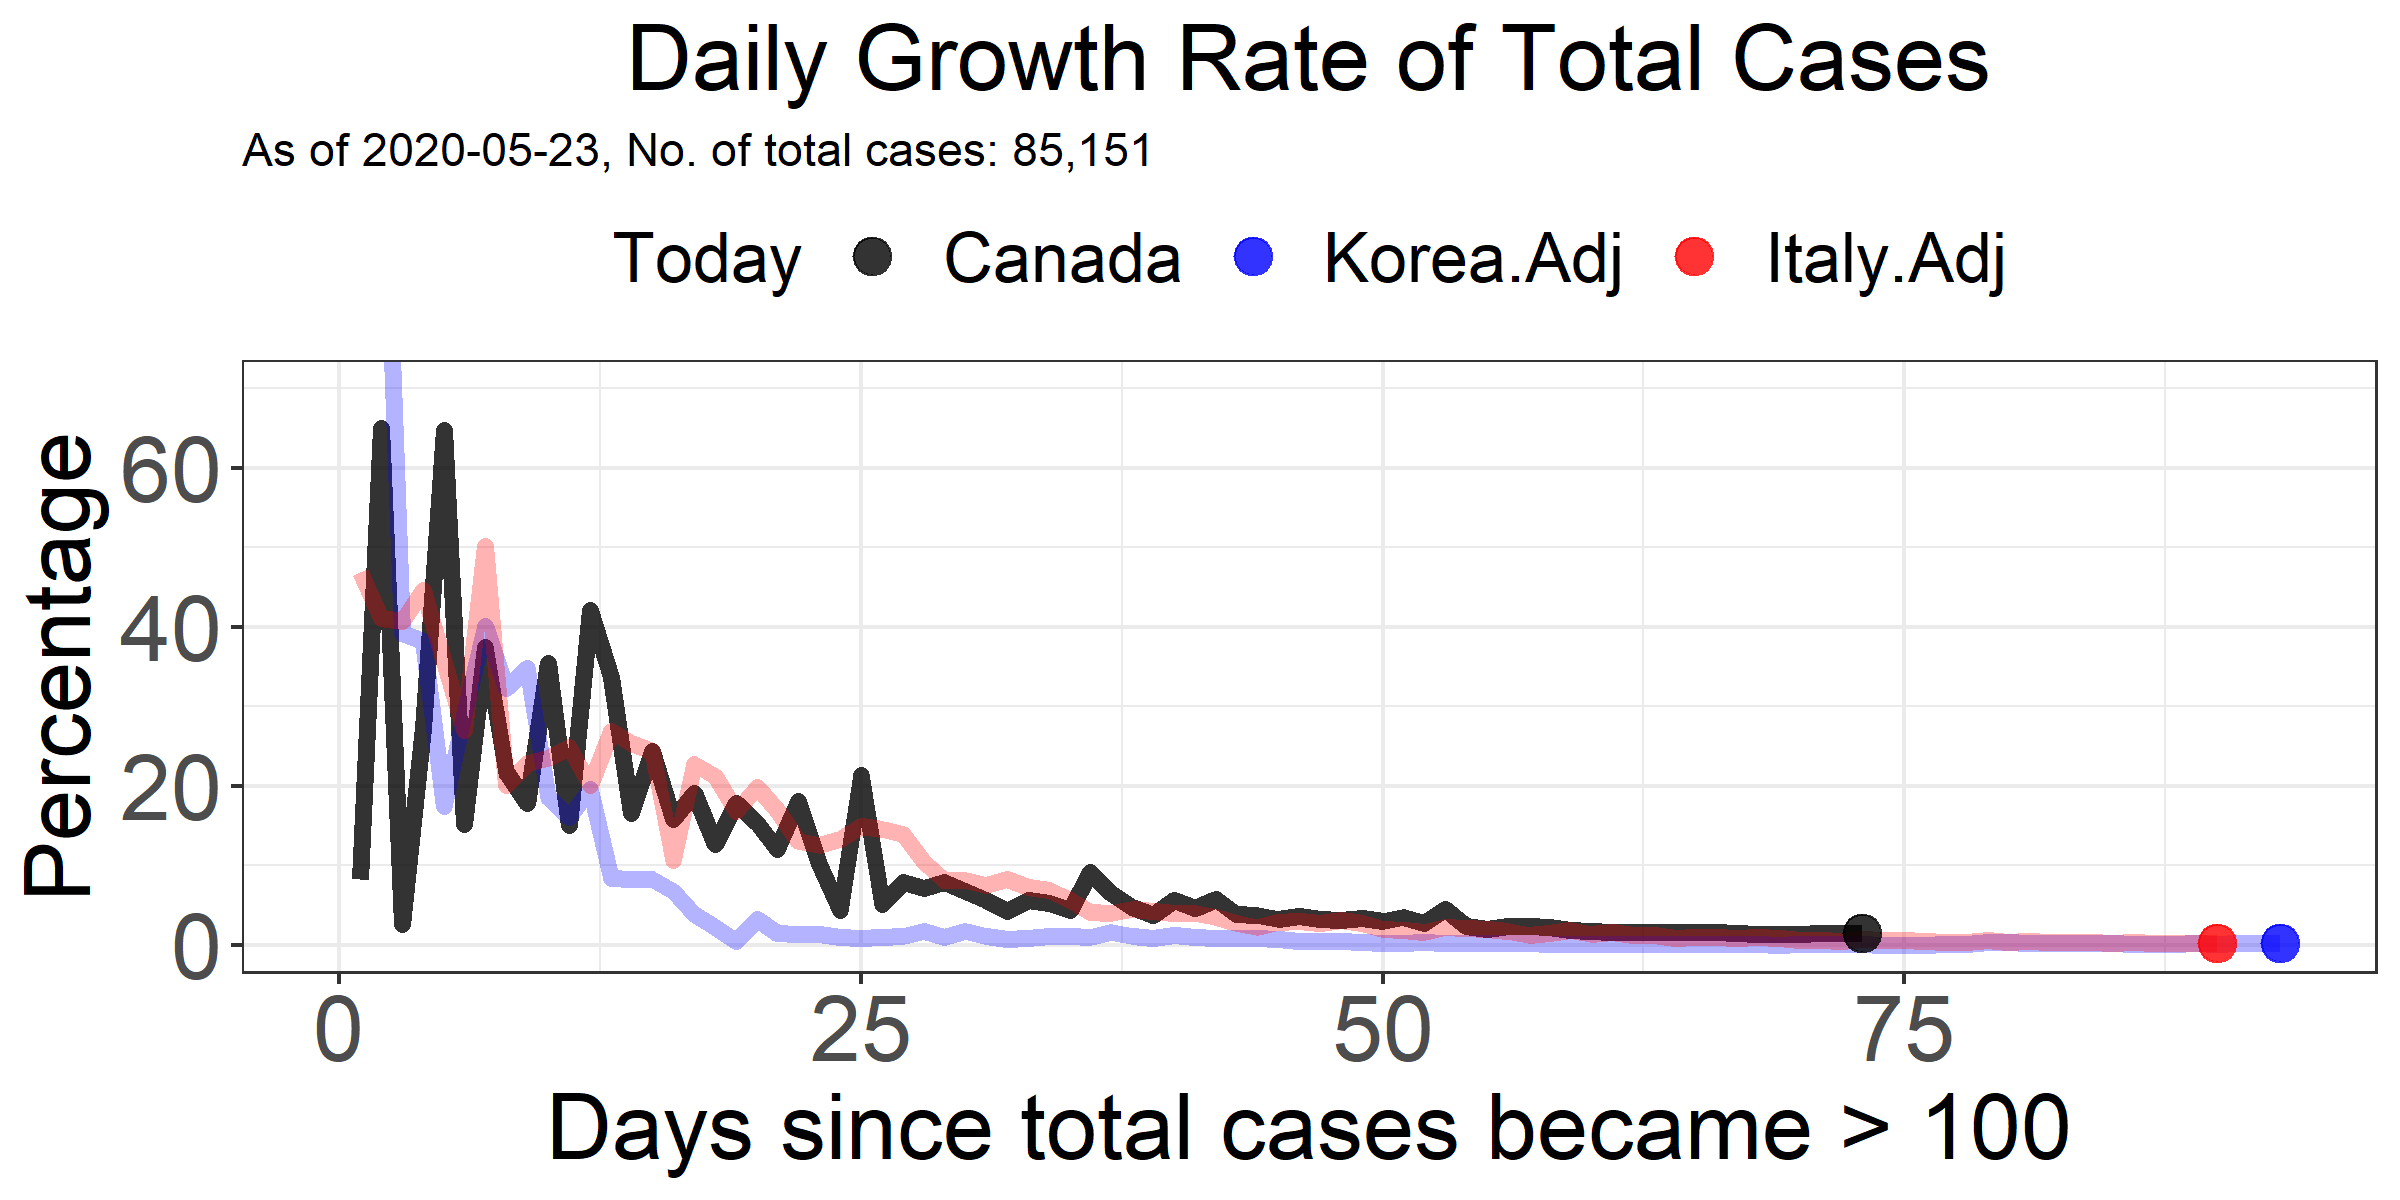 Daily Growth Rate of Total Cases
As of 2020-05-23, No. of total cases: 85,151
Today Canada Korea.Adj Italy.Adj
Percentage
60
40
20
0
0 25 50 75
Days since total cases became > 100